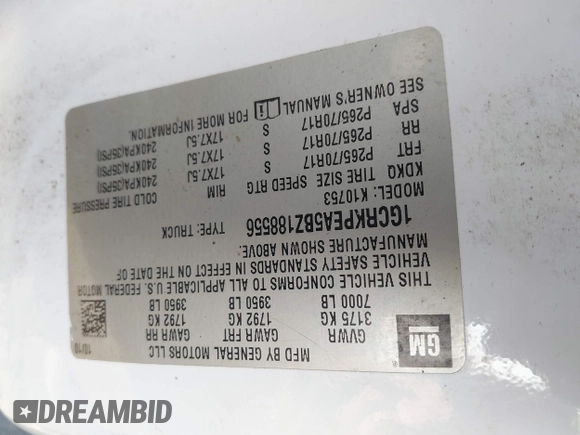 GM
MFD BY GENERAL MOTORS LLC
10/10
GVWR GAWR FRT GAWR RR
3175 KG 1792 KG 1792 KG
7000 LB 3950 LB 3950 LB
THIS VEHICLE CONFORMS TO ALL APPLICABLE U.S. FEDERAL MOTOR
VEHICLE SAFETY STANDARDS IN EFFECT ON THE DATE OF
MANUFACTURE SHOWN ABOVE.
1GCRKPEA5BZ188556 TYPE: TRUCK
MODEL: K10753
KDKQ TIRE SIZE SPEED RTG RIM COLD TIRE PRESSURE
FRT P265/70R17 S 17X7.5J 240KPA(35PSI)
RR P265/70R17 S 17X7.5J 240KPA(35PSI)
SPA P265/70R17 S 17X7.5J 240KPA(35PSI)
SEE OWNER'S MANUAL FOR MORE INFORMATION.
DREAMBID